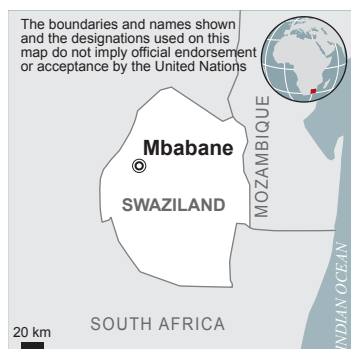 The boundaries and names shown
and the designations used on this
map do not imply official endorsement
or acceptance by the United Nations
MOZAMBIQUE
Mbabane
SWAZILAND
INDIAN OCEAN
SOUTH AFRICA
20 km